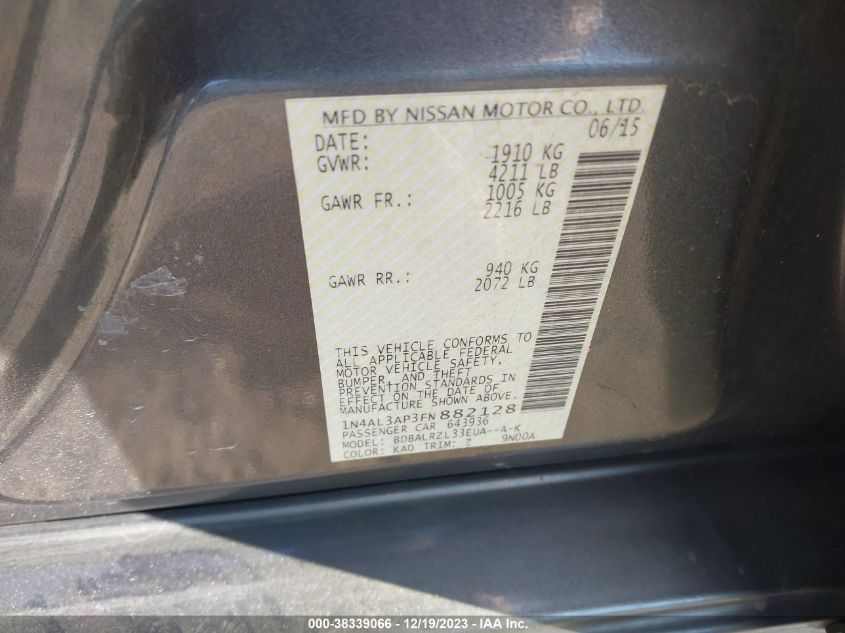 MFD BY NISSAN MOTOR CO., LTD.
DATE: 06/15
GVWR: 1910 KG
4211 LB
GAWR FR.: 1005 KG
2216 LB
GAWR RR.: 940 KG
2072 LB
THIS VEHICLE CONFORMS TO
ALL APPLICABLE FEDERAL
MOTOR VEHICLE SAFETY,
BUMPER, AND THEFT
PREVENTION STANDARDS IN
EFFECT ON THE DATE OF
MANUFACTURE SHOWN ABOVE.
1N4AL3AP3FN882128
PASSENGER CAR 643936
MODEL: BDBALRZL33EUA--A-K
COLOR: KAD TRIM: Z 9N00A
000-38339066 - 12/19/2023 - IAA Inc.